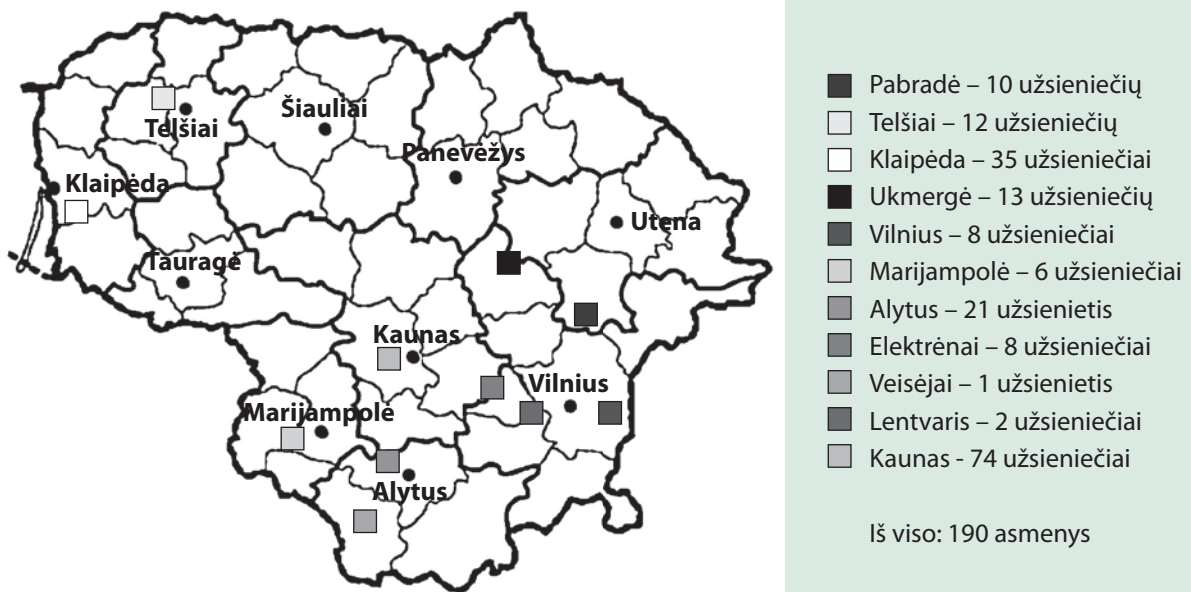 Šiauliai
Telšiai
Panevėžys
Klaipėda
Utena
Tauragė
Kaunas
Vilnius
Marijampolė
Alytus
Pabradė – 10 užsieniečių
Telšiai – 12 užsieniečių
Klaipėda – 35 užsieniečiai
Ukmergė – 13 užsieniečių
Vilnius – 8 užsieniečiai
Marijampolė – 6 užsieniečiai
Alytus – 21 užsienietis
Elektrėnai – 8 užsieniečiai
Veisėjai – 1 užsienietis
Lentvaris – 2 užsieniečiai
Kaunas - 74 užsieniečiai
Iš viso: 190 asmenys